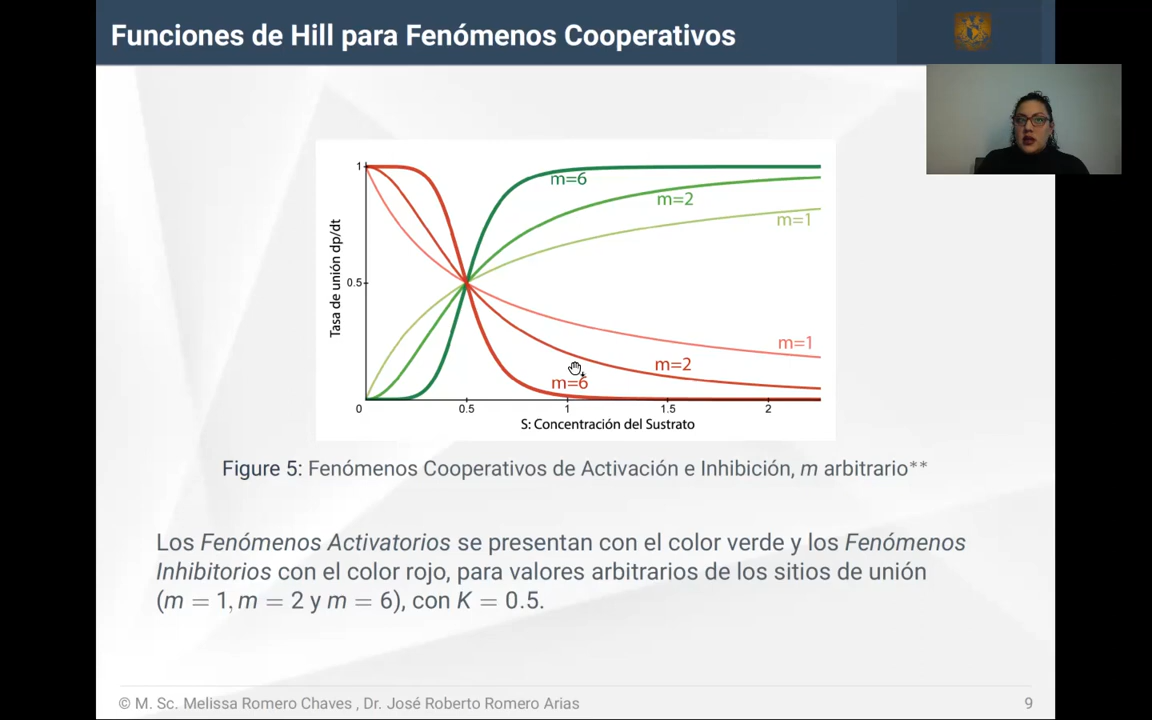 Funciones de Hill para Fenómenos Cooperativos
1
m=6
m=2
m=1
Tasa de unión dp/dt
0.5
m=1
m=2
m=6
0 0.5 1 1.5 2
S: Concentración del Sustrato
Figure 5: Fenómenos Cooperativos de Activación e Inhibición, m arbitrario**
Los Fenómenos Activatorios se presentan con el color verde y los Fenómenos
Inhibitorios con el color rojo, para valores arbitrarios de los sitios de unión
(m = 1, m = 2 y m = 6), con K = 0.5.
© M. Sc. Melissa Romero Chaves , Dr. José Roberto Romero Arias 9